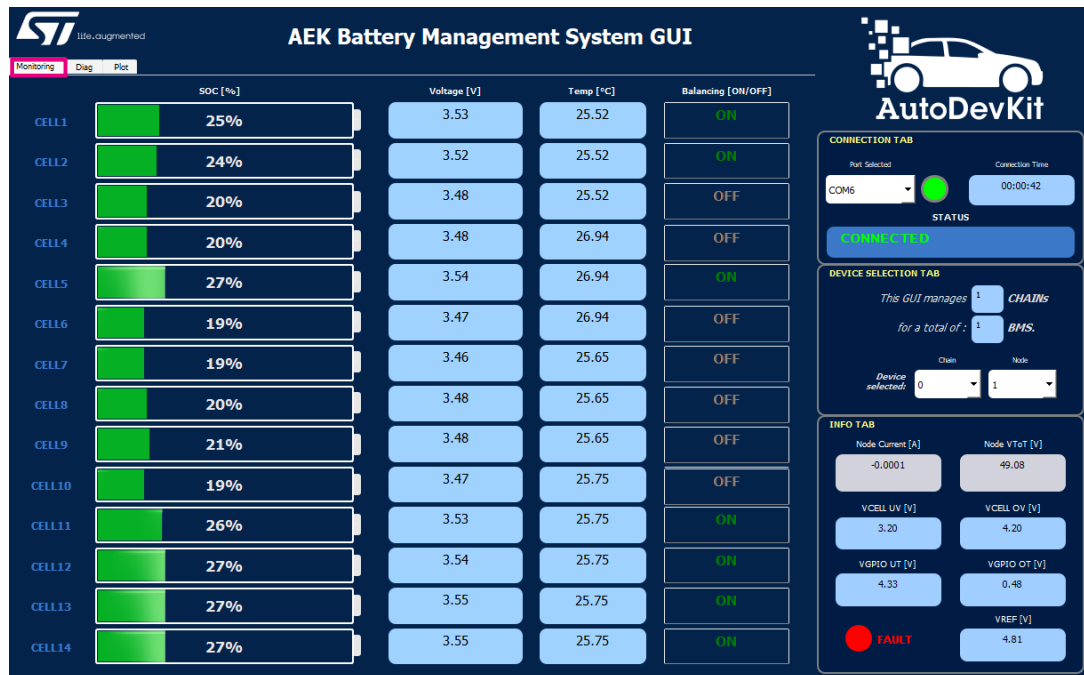 ST life.augmented
AEK Battery Management System GUI
AutoDevKit
Monitoring Diag Plot
SOC [%] Voltage [V] Temp [ºC] Balancing [ON/OFF]
CELL1 25% 3.53 25.52 ON
CELL2 24% 3.52 25.52 ON
CELL3 20% 3.48 25.52 OFF
CELL4 20% 3.48 26.94 OFF
CELL5 27% 3.54 26.94 ON
CELL6 19% 3.47 26.94 OFF
CELL7 19% 3.46 25.65 OFF
CELL8 20% 3.48 25.65 OFF
CELL9 21% 3.48 25.65 OFF
CELL10 19% 3.47 25.75 OFF
CELL11 26% 3.53 25.75 ON
CELL12 27% 3.54 25.75 ON
CELL13 27% 3.55 25.75 ON
CELL14 27% 3.55 25.75 ON
CONNECTION TAB
Port Selected Connection Time
COM6 00:00:42
STATUS
CONNECTED
DEVICE SELECTION TAB
This GUI manages 1 CHAINs
for a total of : 1 BMS.
Chain Node
Device selected: 0 1
INFO TAB
Node Current [A] Node VToT [V]
-0.0001 49.08
VCELL UV [V] VCELL OV [V]
3.20 4.20
VGPIO UT [V] VGPIO OT [V]
4.33 0.48
VREF [V]
FAULT 4.81